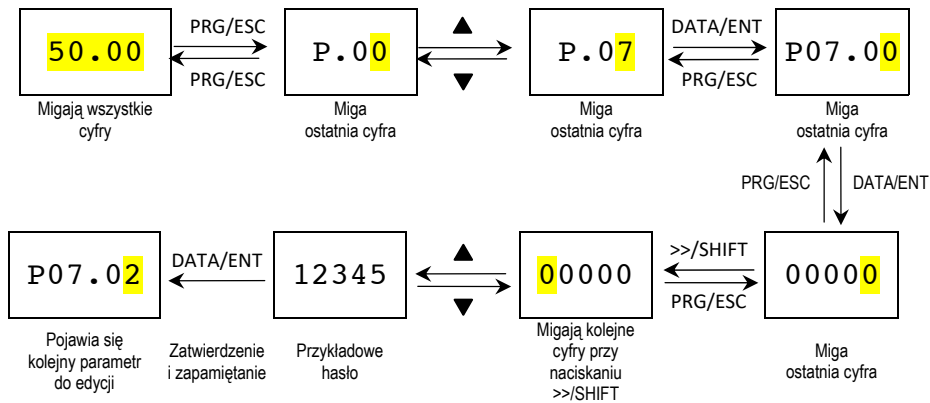 50.00
PRG/ESC
PRG/ESC
P.00
▲
▼
P.07
DATA/ENT
PRG/ESC
P07.00
Migają wszystkie
cyfry
Miga
ostatnia cyfra
Miga
ostatnia cyfra
Miga
ostatnia cyfra
PRG/ESC
DATA/ENT
P07.02
DATA/ENT
12345
▲
▼
00000
>>/SHIFT
PRG/ESC
00000
Pojawia się
kolejny parametr
do edycji
Zatwierdzenie
i zapamiętanie
Przykładowe
hasło
Migają kolejne
cyfry przy
naciskaniu
>>/SHIFT
Miga
ostatnia cyfra